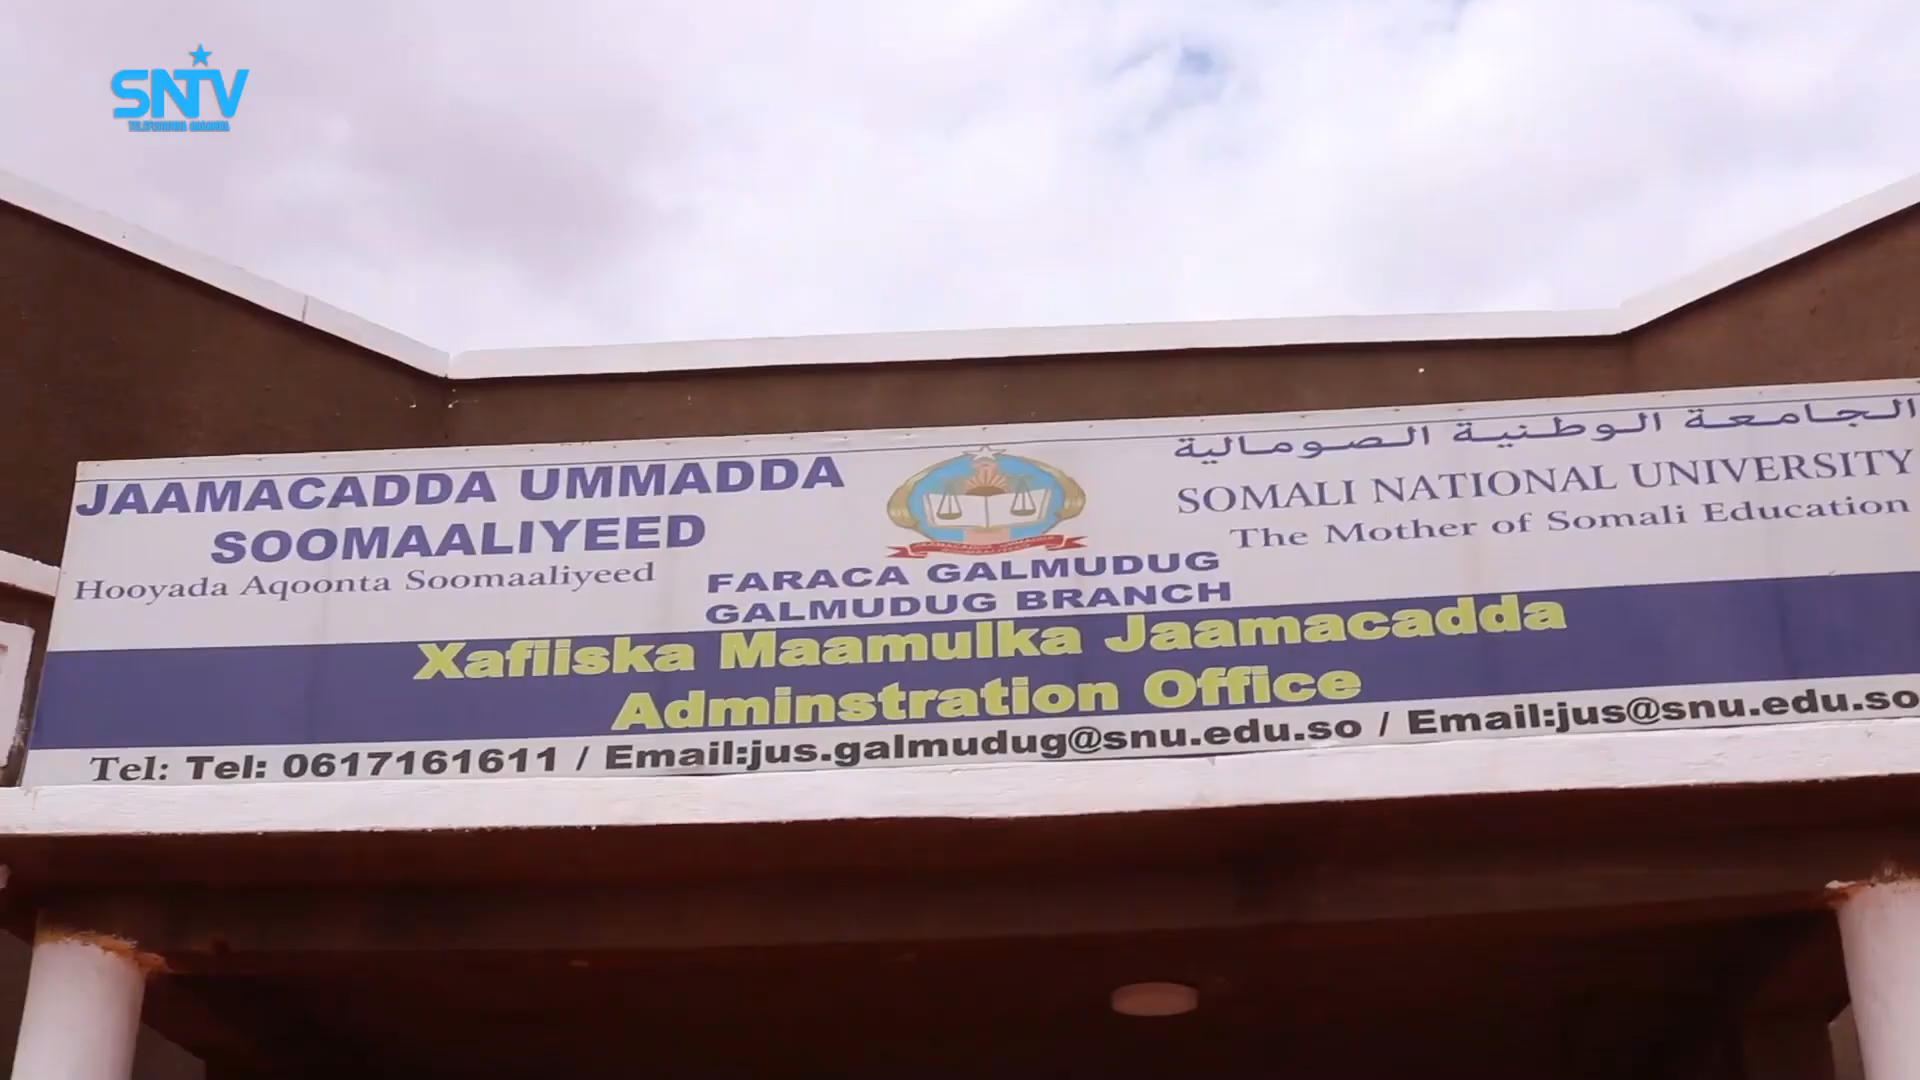 SNTV
JAAMACADDA UMMADDA
SOOMAALIYEED
Hooyada Aqoonta Soomaaliyeed
الجامعة الوطنية الصومالية
SOMALI NATIONAL UNIVERSITY
The Mother of Somali Education
FARACA GALMUDUG
GALMUDUG BRANCH
Xafiiska Maamulka Jaamacadda
Adminstration Office
Tel: Tel: 0617161611 / Email:jus.galmudug@snu.edu.so / Email:jus@snu.edu.so